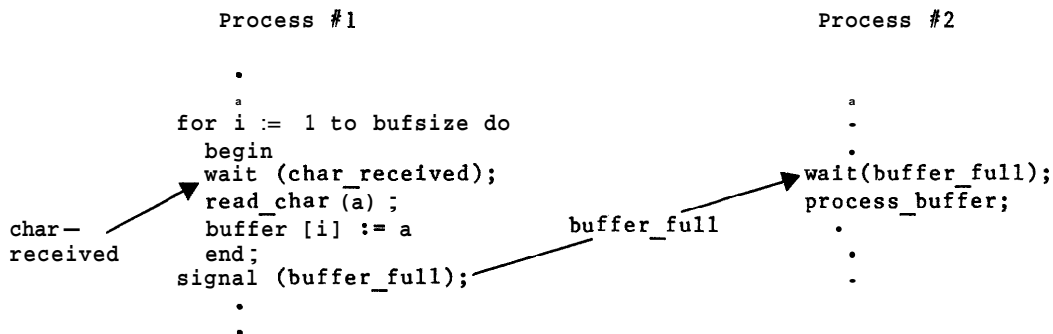 Process #1
Process #2
a
a
for i := 1 to bufsize do
begin
wait (char_received);
read_char (a) ;
buffer [i] := a
end;
signal (buffer_full);
char—
received
buffer_full
wait(buffer_full);
process_buffer;